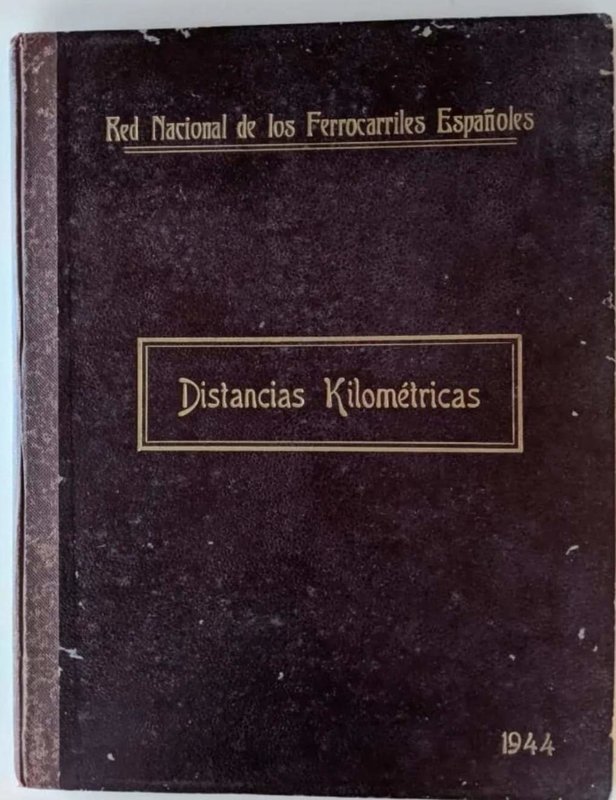 Red Nacional de los Ferrocarriles Españoles
Distancias Kilométricas
1944